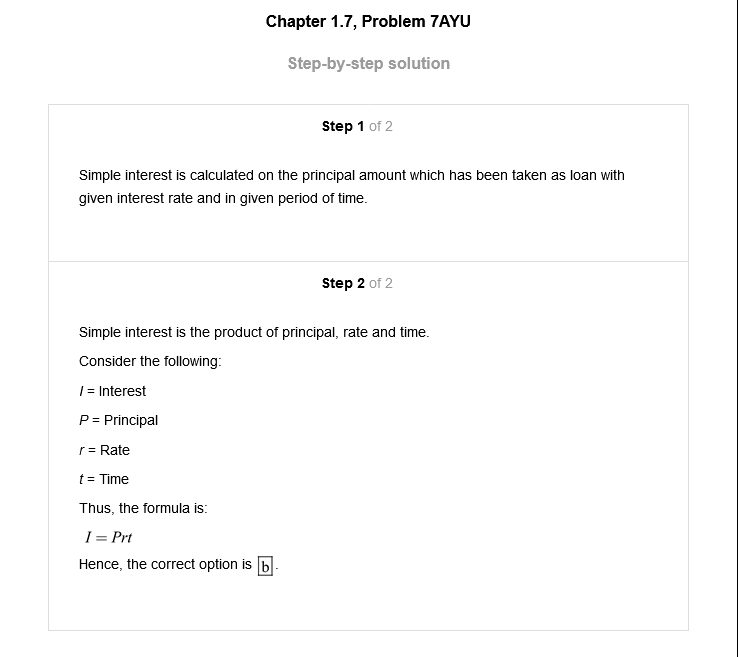 Chapter 1.7, Problem 7AYU
Step-by-step solution
Step 1 of 2
Simple interest is calculated on the principal amount which has been taken as loan with
given interest rate and in given period of time.
Step 2 of 2
Simple interest is the product of principal, rate and time.
Consider the following:
I = Interest
P = Principal
r = Rate
t = Time
Thus, the formula is:
I = Prt
Hence, the correct option is b.